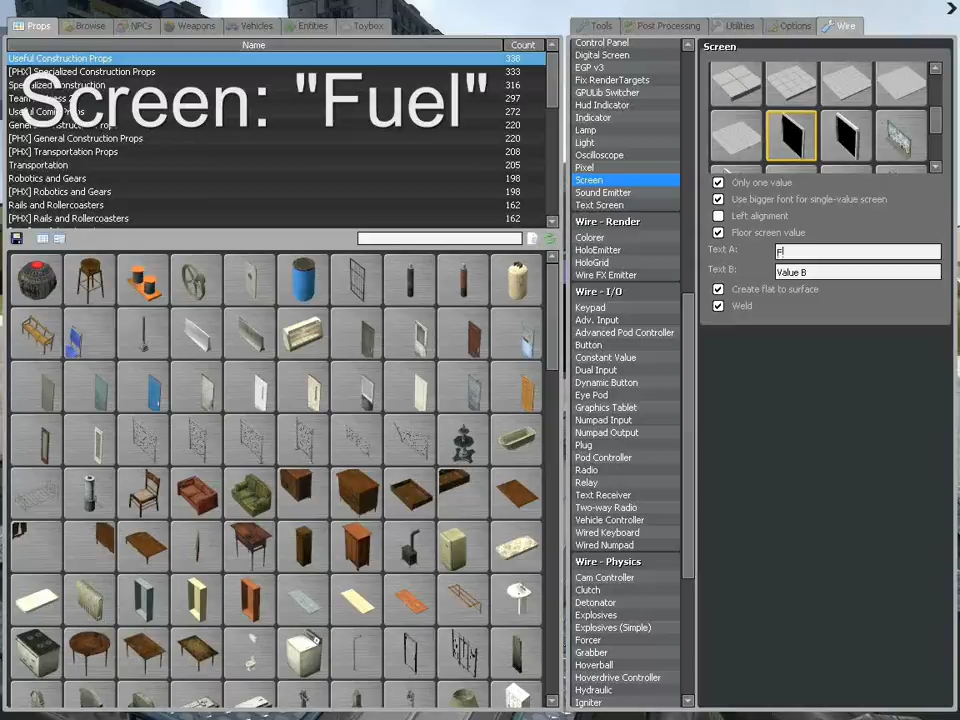 Props
Browse
NPCs
Weapons
Vehicles
Entities
Toybox
Tools
Post Processing
Utilities
Options
Wire
Name
Count
Useful Construction Props 338
[PHX] Specialized Construction Props 333
Specialized Construction 316
297
272
220
[PHX] General Construction Props 220
[PHX] Transportation Props 208
Transportation 205
Robotics and Gears 198
[PHX] Robotics and Gears 198
Rails and Rollercoasters 162
[PHX] Rails and Rollercoasters 162
Screen: "Fuel"
Control Panel
Digital Screen
EGP v3
Fix RenderTargets
GPULib Switcher
Hud Indicator
Indicator
Lamp
Light
Oscilloscope
Pixel
Screen
Sound Emitter
Text Screen
Wire - Render
Colorer
HoloEmitter
HoloGrid
Wire FX Emitter
Wire - I/O
Keypad
Adv. Input
Advanced Pod Controller
Button
Constant Value
Dual Input
Dynamic Button
Eye Pod
Graphics Tablet
Numpad Input
Numpad Output
Plug
Pod Controller
Radio
Relay
Text Receiver
Two-way Radio
Vehicle Controller
Wired Keyboard
Wired Numpad
Wire - Physics
Cam Controller
Clutch
Detonator
Explosives
Explosives (Simple)
Forcer
Grabber
Hoverball
Hoverdrive Controller
Hydraulic
Igniter
Screen
Only one value
Use bigger font for single-value screen
Left alignment
Floor screen value
Text A: Fl
Text B: Value B
Create flat to surface
Weld